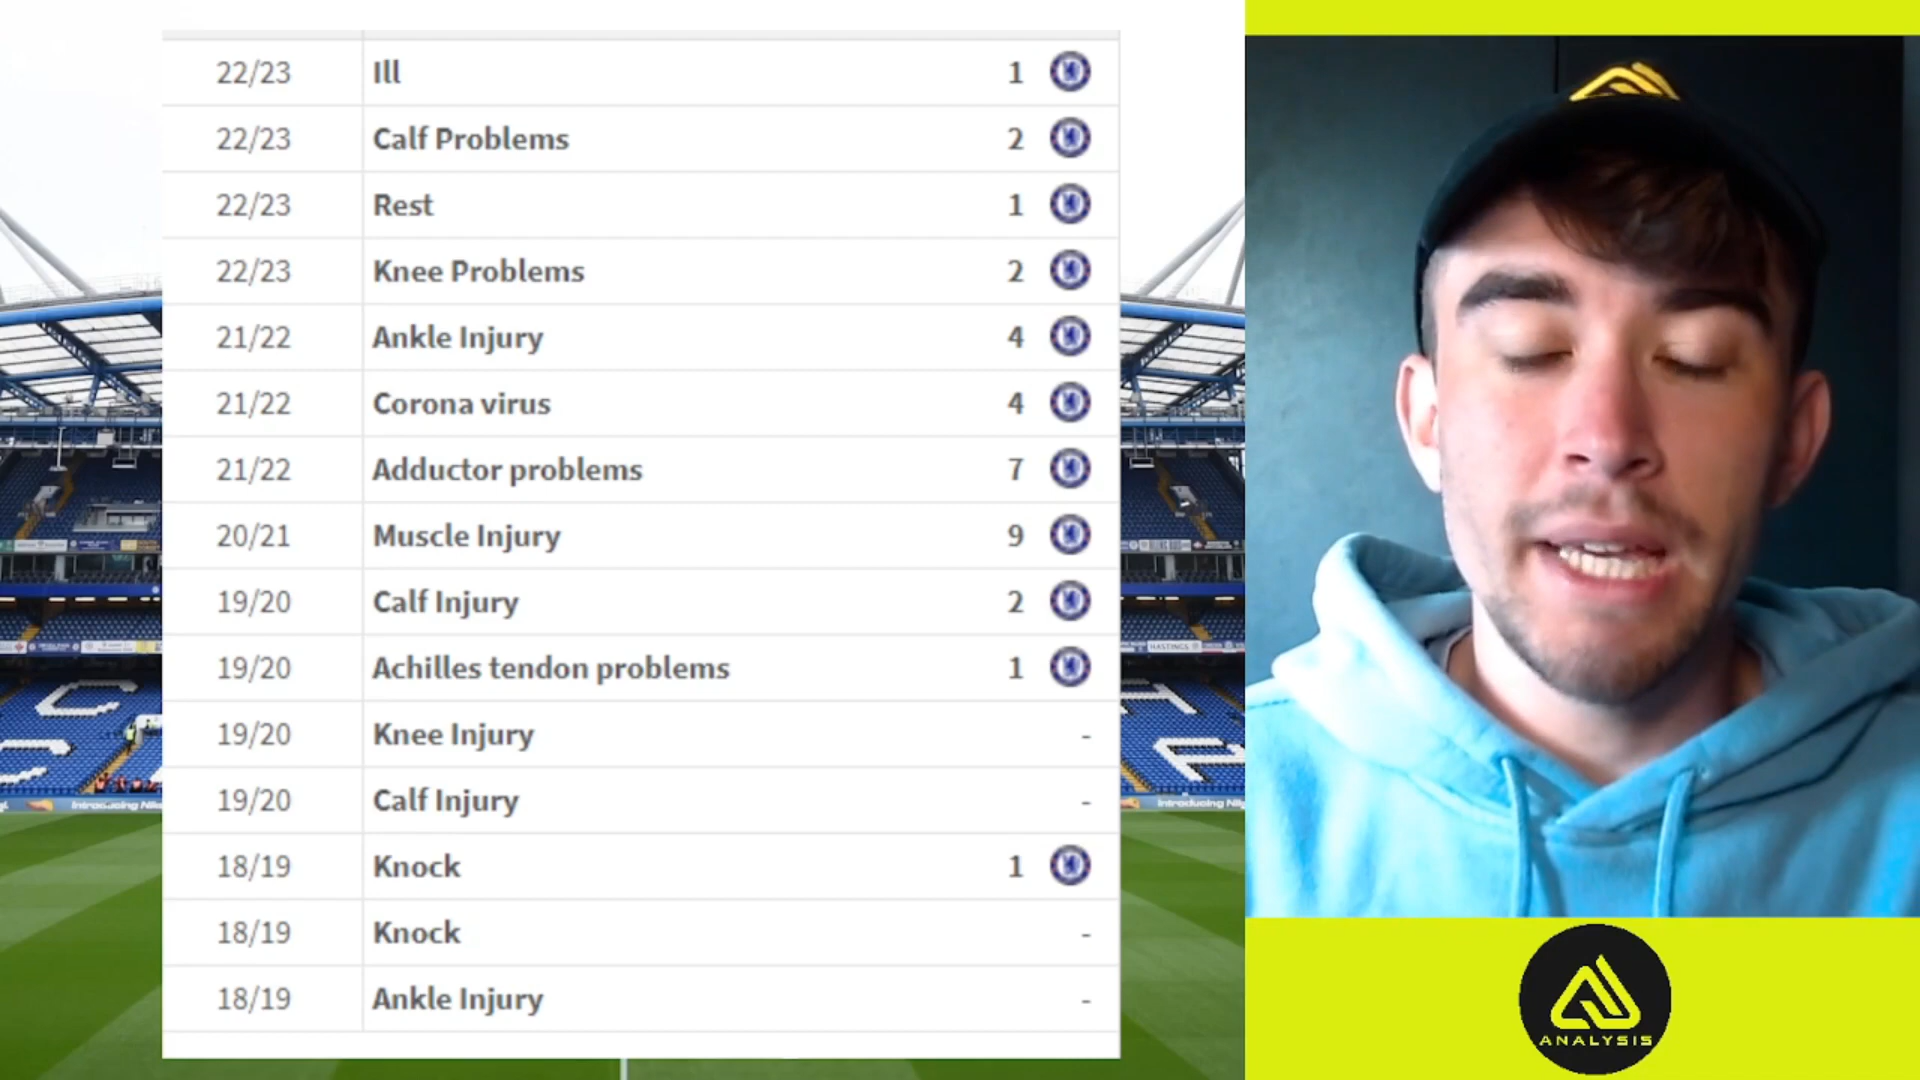 22/23 Ill 1
22/23 Calf Problems 2
22/23 Rest 1
22/23 Knee Problems 2
21/22 Ankle Injury 4
21/22 Corona virus 4
21/22 Adductor problems 7
20/21 Muscle Injury 9
19/20 Calf Injury 2
19/20 Achilles tendon problems 1
19/20 Knee Injury -
19/20 Calf Injury -
18/19 Knock 1
18/19 Knock -
18/19 Ankle Injury -
HASTINGS
Introducing
Introducing
ANALYSIS